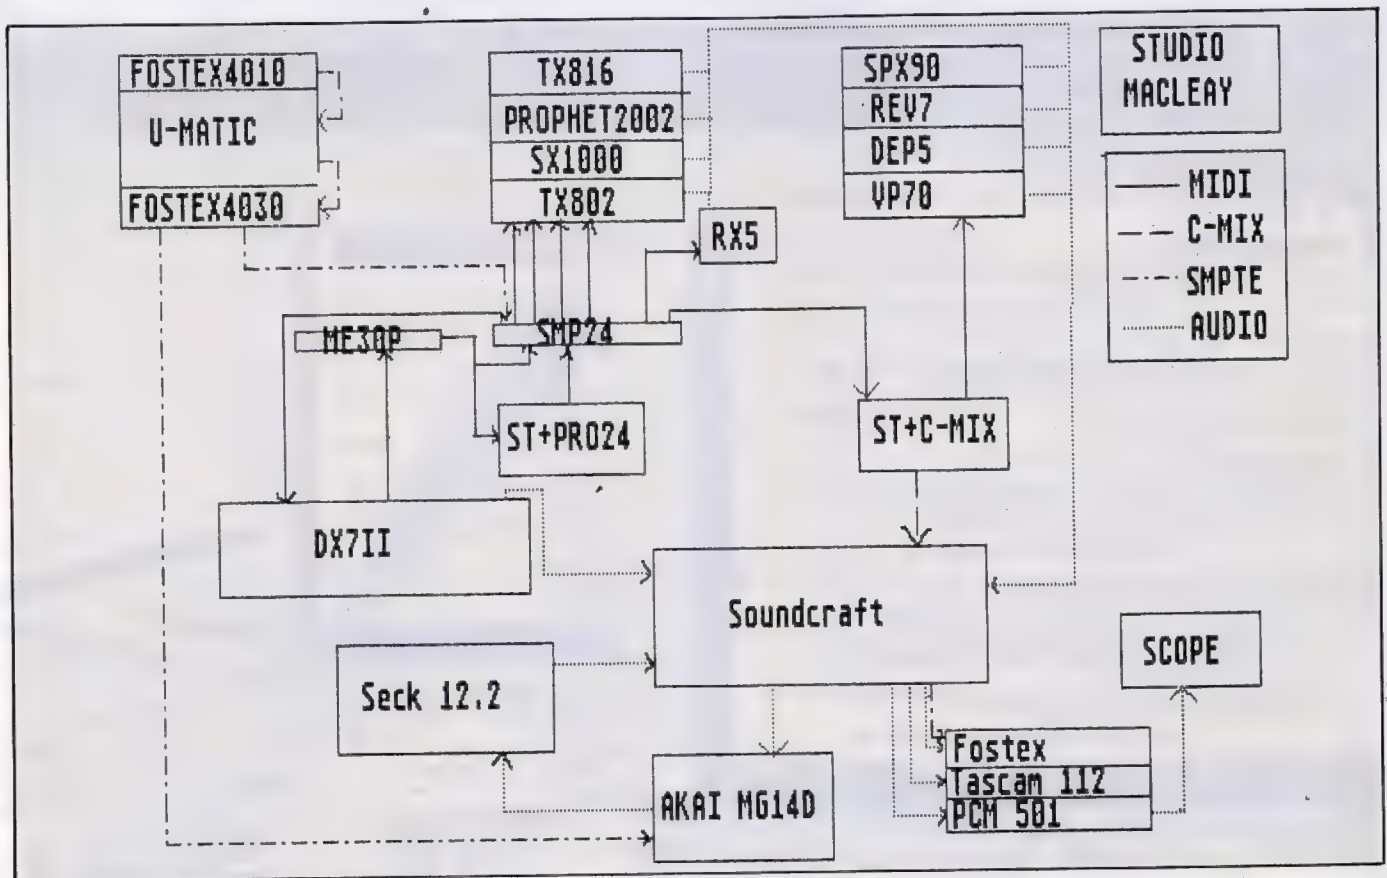 FOSTEX4010
U-MATIC
FOSTEX4030
TX816
PROPHET2002
SX1000
TX802
RX5
SPX90
REV7
DEP5
VP70
STUDIO
MACLEAY
MIDI
C-MIX
SMPTE
AUDIO
ME30P
SMP24
ST+PRO24
ST+C-MIX
DX7II
Soundcraft
SCOPE
Seck 12.2
AKAI MG14D
Fostex
Tascam 112
PCM 501